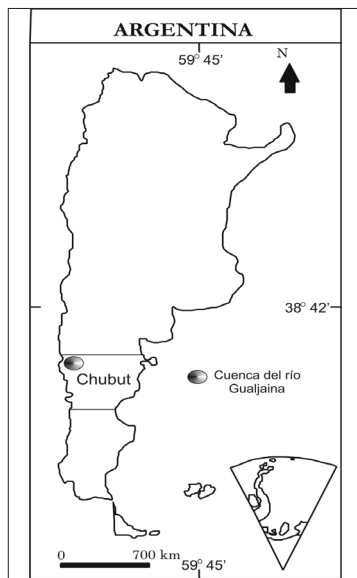 ARGENTINA
59° 45’
N
38° 42’
Chubut
Cuenca del río
Gualjaina
0 700 km
59° 45’